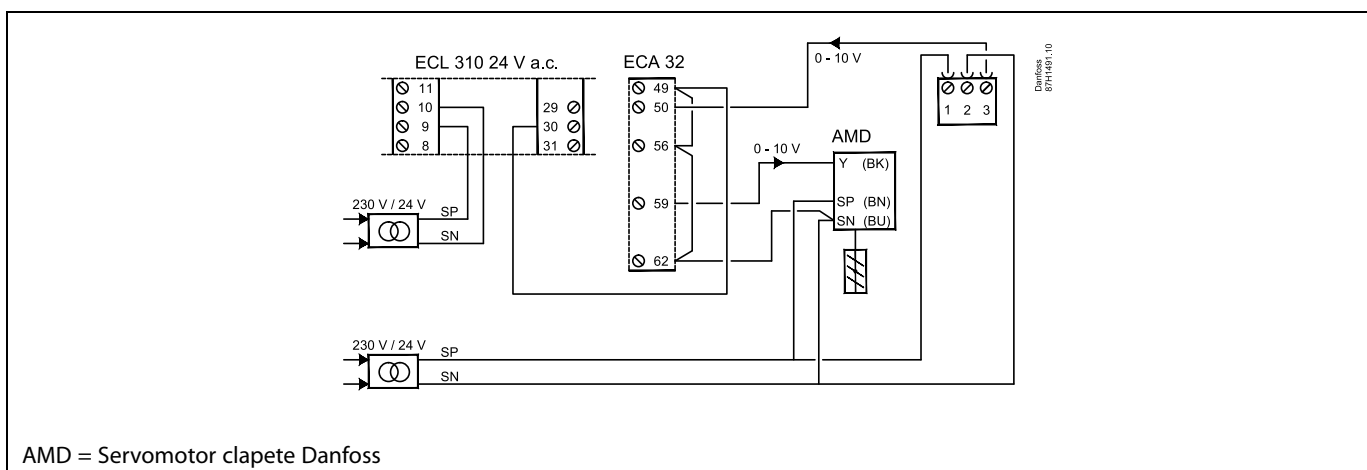 ECL 310 24 V a.c.
ECA 32
11
10
9
8
29
30
31
49
50
56
59
62
0 - 10 V
1 2 3
Danfoss
87H1491.10
AMD
0 - 10 V
Y (BK)
SP (BN)
SN (BU)
230 V / 24 V
SP
SN
230 V / 24 V
SP
SN
AMD = Servomotor clapete Danfoss